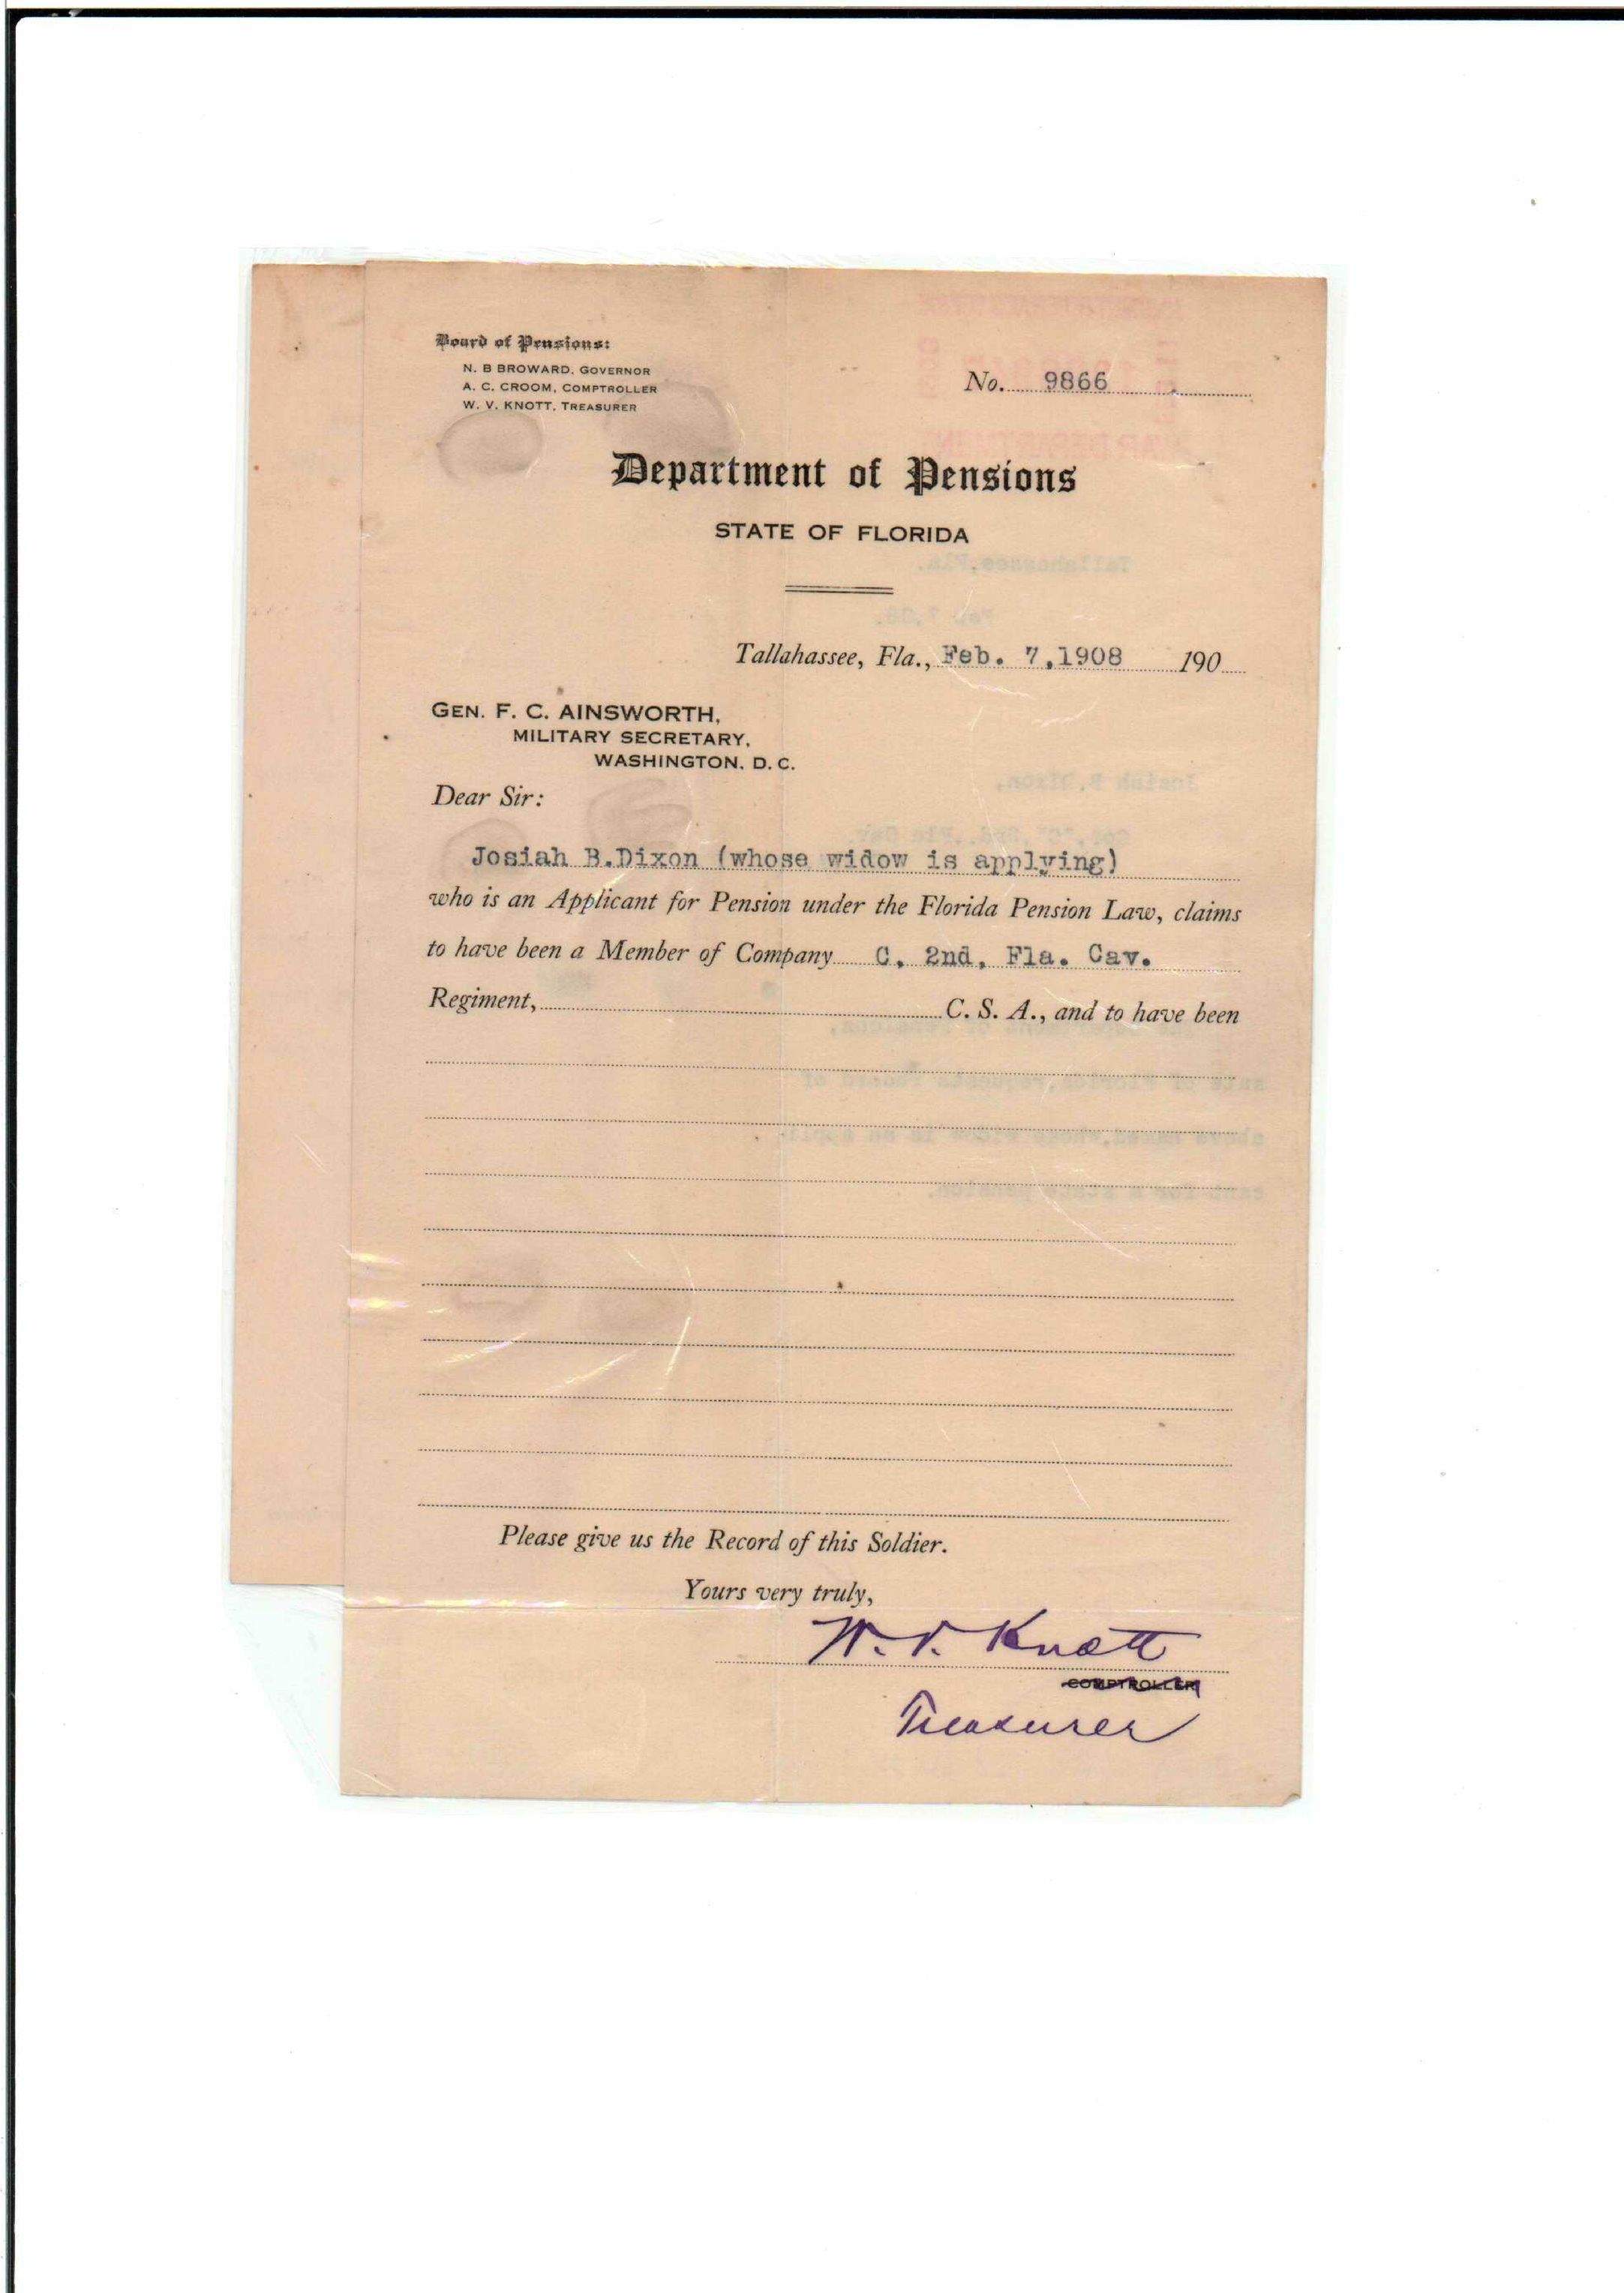 Board of Pensions:
N. B BROWARD, GOVERNOR
A. C. CROOM, COMPTROLLER
W. V. KNOTT, TREASURER
No. 9866
Department of Pensions
STATE OF FLORIDA
Tallahassee, Fla., Feb. 7, 1908 190
GEN. F. C. AINSWORTH,
MILITARY SECRETARY,
WASHINGTON, D. C.
Dear Sir:
Josiah B. Dixon (whose widow is applying)
who is an Applicant for Pension under the Florida Pension Law, claims
to have been a Member of Company C, 2nd, Fla. Cav.
Regiment, C. S. A., and to have been
Please give us the Record of this Soldier.
Yours very truly,
W. V. Knott
COMPTROLLER
Treasurer